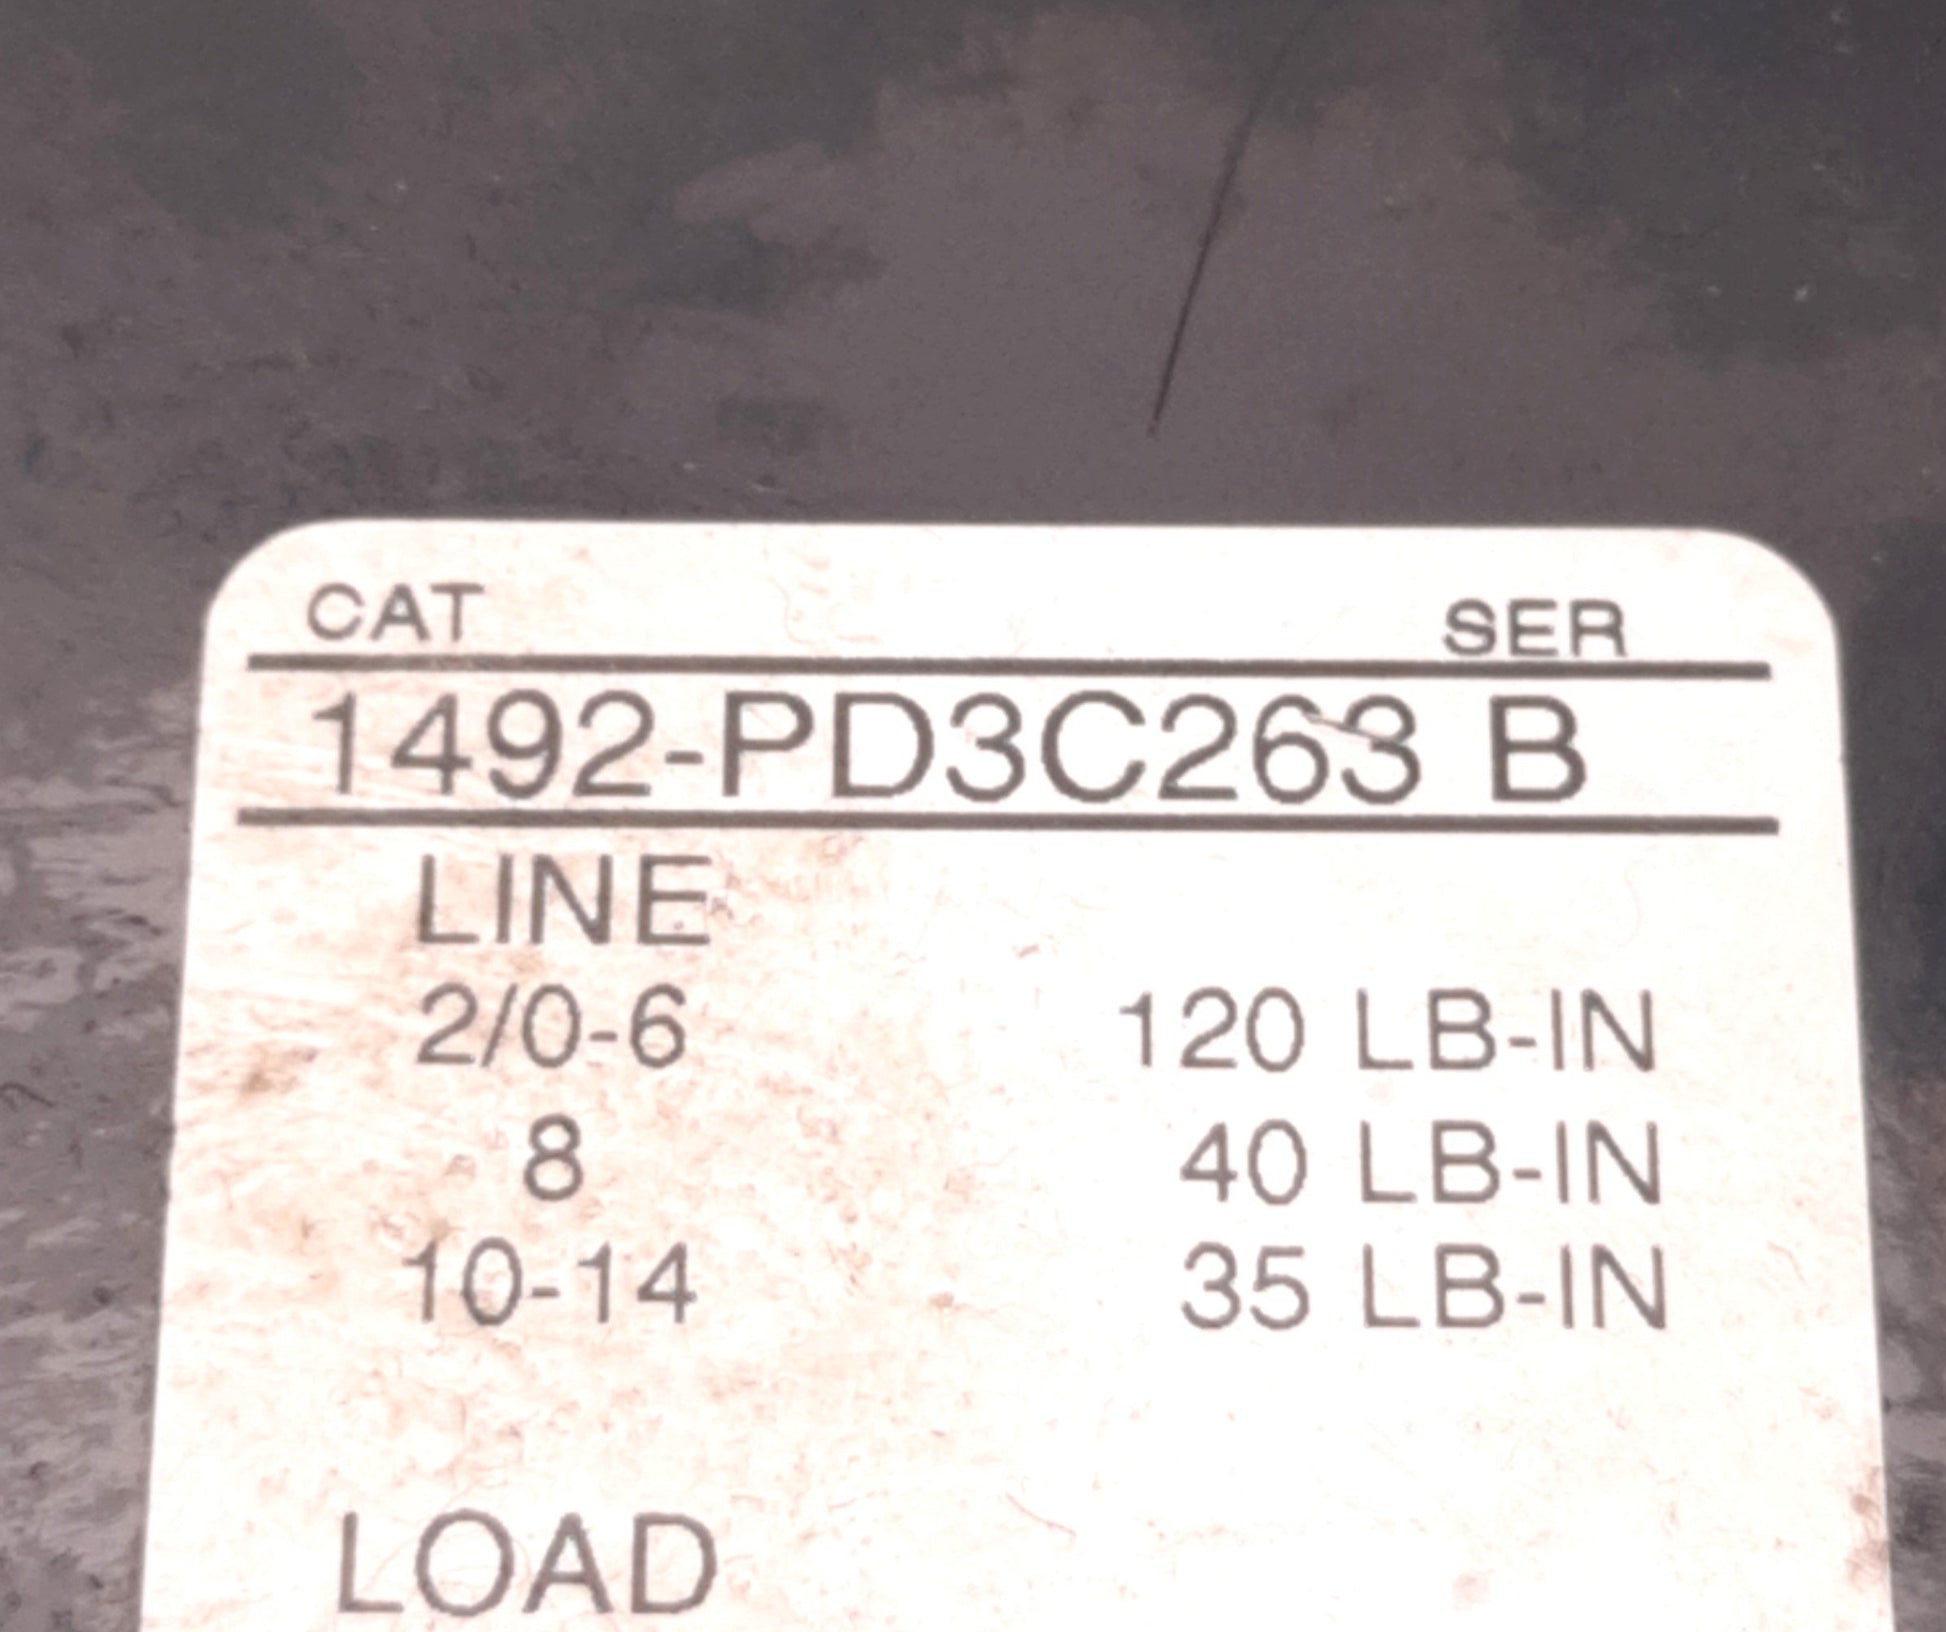 CAT SER
1492-PD3C263 B
LINE
2/0-6 120 LB-IN
8 40 LB-IN
10-14 35 LB-IN
LOAD